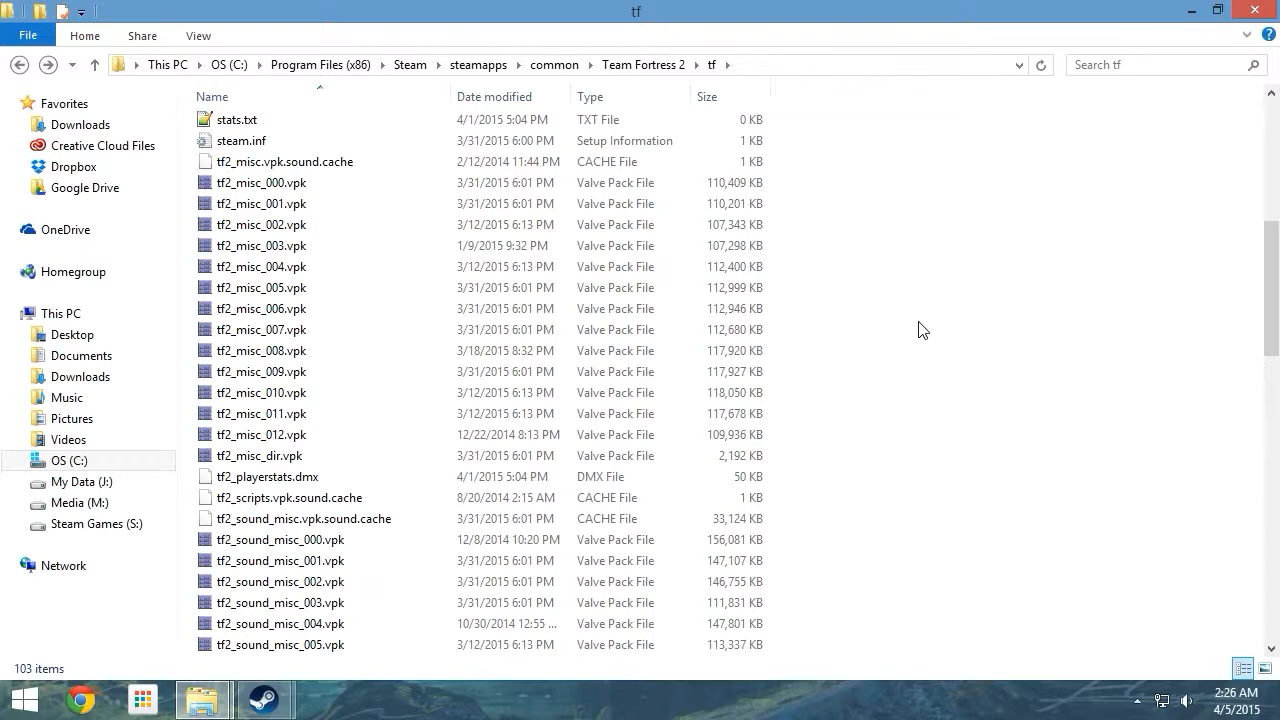 tf
File Home Share View
This PC OS (C:) Program Files (x86) Steam steamapps common Team Fortress 2 tf Search tf
Name Date modified Type Size
Favorites
Downloads
Creative Cloud Files
Dropbox
Google Drive
OneDrive
Homegroup
This PC
Desktop
Documents
Downloads
Music
Pictures
Videos
OS (C:)
My Data (J:)
Media (M:)
Steam Games (S:)
Network
stats.txt 4/1/2015 5:04 PM TXT File 0 KB
steam.inf 3/31/2015 6:00 PM Setup Information 1 KB
tf2_misc.vpk.sound.cache 2/12/2014 11:44 PM CACHE File 1 KB
tf2_misc_000.vpk 3/31/2015 6:01 PM Valve Pack File 110,409 KB
tf2_misc_001.vpk 3/31/2015 6:01 PM Valve Pack File 110,201 KB
tf2_misc_002.vpk 3/12/2015 6:13 PM Valve Pack File 107,343 KB
tf2_misc_003.vpk 1/9/2015 9:32 PM Valve Pack File 107,298 KB
tf2_misc_004.vpk 3/12/2015 6:13 PM Valve Pack File 112,400 KB
tf2_misc_005.vpk 3/31/2015 6:01 PM Valve Pack File 112,999 KB
tf2_misc_006.vpk 3/31/2015 6:01 PM Valve Pack File 112,946 KB
tf2_misc_007.vpk 3/31/2015 6:01 PM Valve Pack File 112,680 KB
tf2_misc_008.vpk 3/18/2015 8:32 PM Valve Pack File 117,920 KB
tf2_misc_009.vpk 3/31/2015 6:01 PM Valve Pack File 117,927 KB
tf2_misc_010.vpk 3/12/2015 6:13 PM Valve Pack File 118,050 KB
tf2_misc_011.vpk 3/12/2015 6:13 PM Valve Pack File 117,678 KB
tf2_misc_012.vpk 12/22/2014 8:13 PM Valve Pack File 109,936 KB
tf2_misc_dir.vpk 3/31/2015 6:01 PM Valve Pack File 2,192 KB
tf2_playerstats.dmx 4/1/2015 5:04 PM DMX File 50 KB
tf2_scripts.vpk.sound.cache 8/20/2014 2:15 AM CACHE File 1 KB
tf2_sound_misc.vpk.sound.cache 3/31/2015 6:01 PM CACHE File 33,124 KB
tf2_sound_misc_000.vpk 12/8/2014 10:20 PM Valve Pack File 156,081 KB
tf2_sound_misc_001.vpk 3/31/2015 6:01 PM Valve Pack File 147,107 KB
tf2_sound_misc_002.vpk 3/31/2015 6:01 PM Valve Pack File 146,755 KB
tf2_sound_misc_003.vpk 3/31/2015 6:01 PM Valve Pack File 111,831 KB
tf2_sound_misc_004.vpk 10/30/2014 12:55 ... Valve Pack File 147,801 KB
tf2_sound_misc_005.vpk 3/12/2015 6:13 PM Valve Pack File 113,337 KB
103 items
2:26 AM
4/5/2015